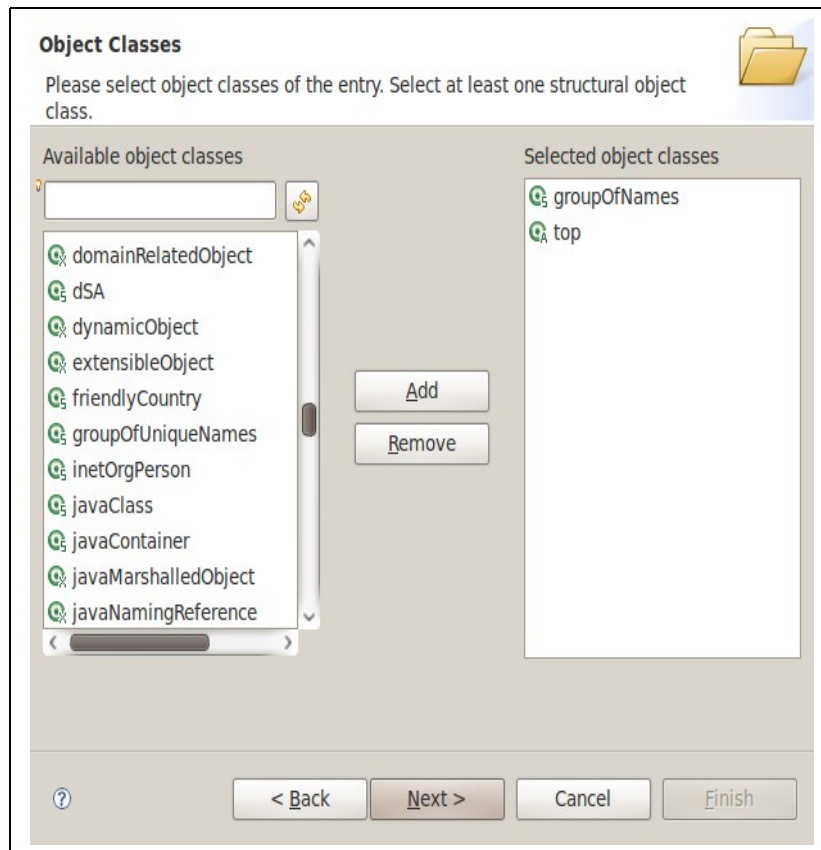 Object Classes
Please select object classes of the entry. Select at least one structural object
class.
Available object classes
domainRelatedObject
dSA
dynamicObject
extensibleObject
friendlyCountry
groupOfUniqueNames
inetOrgPerson
javaClass
javaContainer
javaMarshalledObject
javaNamingReference
Add
Remove
Selected object classes
groupOfNames
top
< Back
Next >
Cancel
Finish